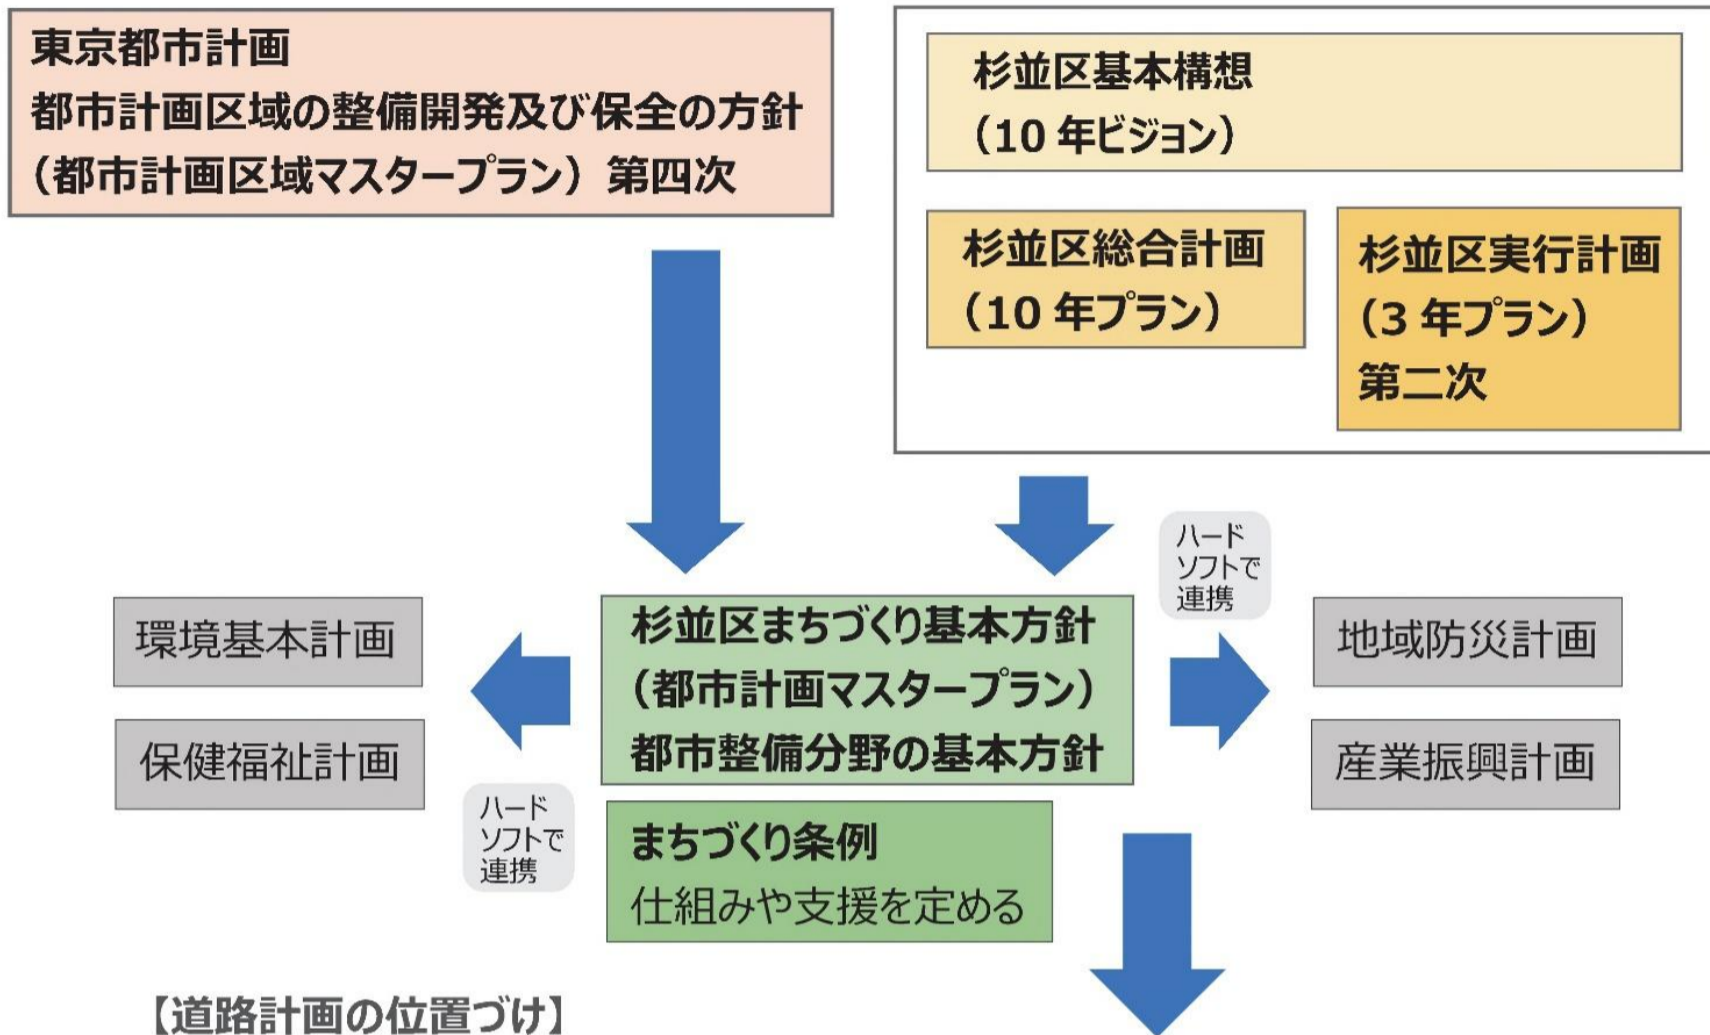 東京都市計画
都市計画区域の整備開発及び保全の方針
（都市計画区域マスタープラン）第四次
杉並区基本構想
（10 年ビジョン）
杉並区総合計画
（10 年プラン）
杉並区実行計画
（3 年プラン）
第二次
ハード
ソフトで
連携
環境基本計画
保健福祉計画
杉並区まちづくり基本方針
（都市計画マスタープラン）
都市整備分野の基本方針
地域防災計画
産業振興計画
ハード
ソフトで
連携
まちづくり条例
仕組みや支援を定める
【道路計画の位置づけ】